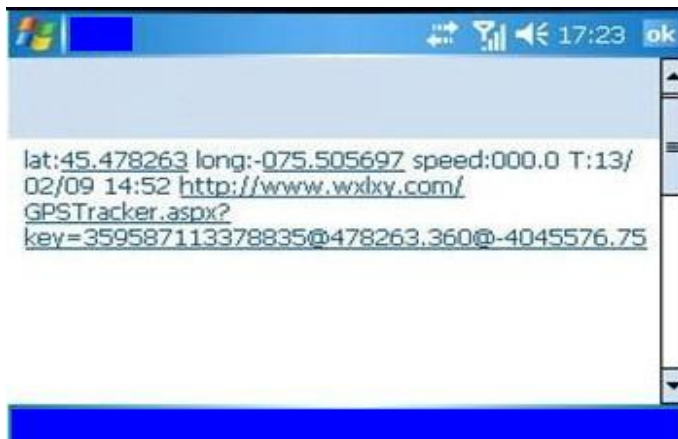 17:23 ok
lat:45.478263 long:-075.505697 speed:000.0 T:13/
02/09 14:52 http://www.wxlxy.com/
GPSTracker.aspx?
key=359587113378835@478263.360@-4045576.75